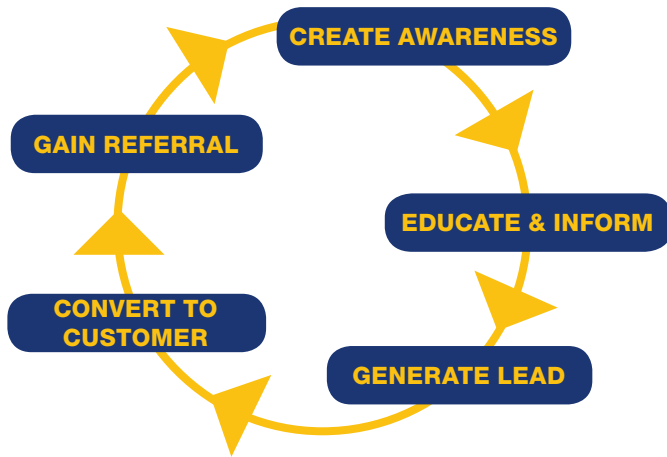 CREATE AWARENESS
EDUCATE & INFORM
GENERATE LEAD
CONVERT TO
CUSTOMER
GAIN REFERRAL